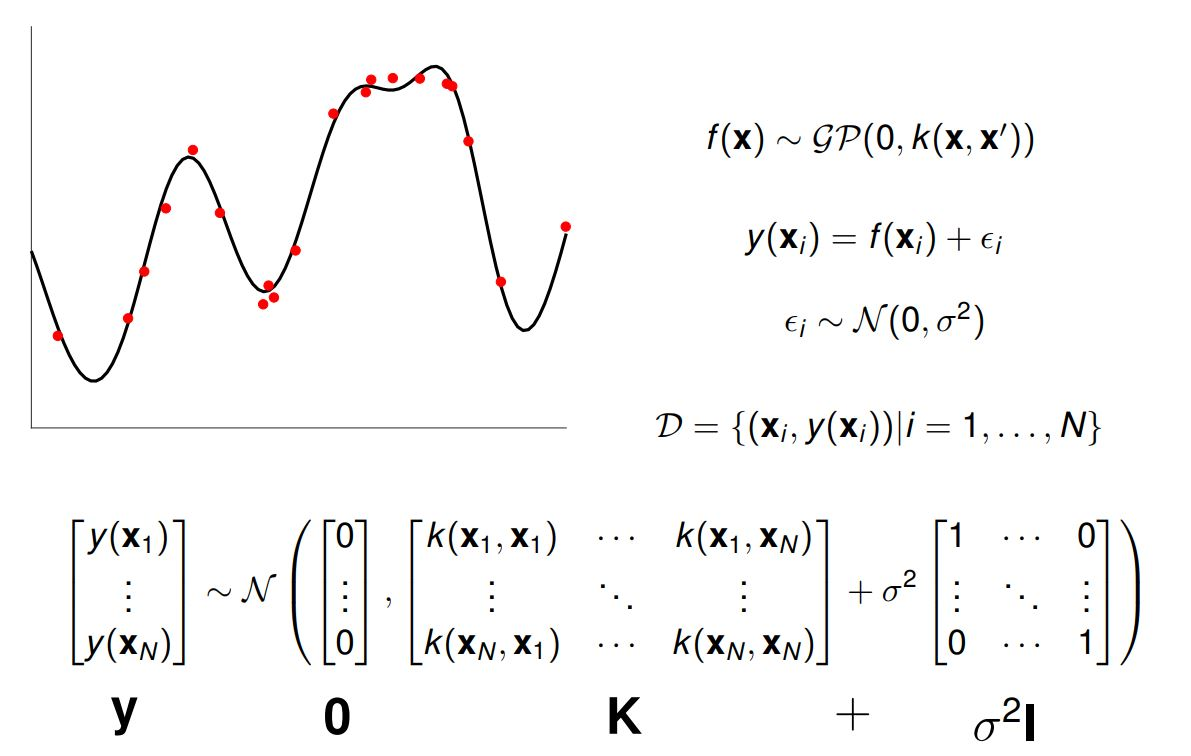 f(𝐱) ∼ 𝒢𝒫(0, k(𝐱, 𝐱′))
y(𝐱ᵢ) = f(𝐱ᵢ) + ϵᵢ
ϵᵢ ∼ 𝒩(0, σ²)
𝒟 = {(𝐱ᵢ, y(𝐱ᵢ))|i = 1, . . . , N}
[y(𝐱₁) ⋮ y(𝐱_N)] ∼ 𝒩 ( [0 ⋮ 0] , [k(𝐱₁, 𝐱₁) ⋯ k(𝐱₁, 𝐱_N) ⋮ ⋱ ⋮ k(𝐱_N, 𝐱₁) ⋯ k(𝐱_N, 𝐱_N)] + σ² [1 ⋯ 0 ⋮ ⋱ ⋮ 0 ⋯ 1] )
𝐲 𝟎 𝐊 + σ²𝐈